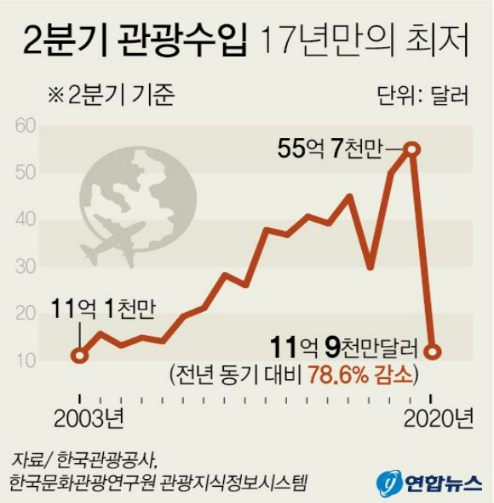 2분기 관광수입 17년만의 최저
※2분기 기준
단위: 달러
60
50
40
30
20
10
55억 7천만
11억 1천만
11억 9천만달러
(전년 동기 대비 78.6% 감소)
2003년
2020년
자료/ 한국관광공사,
한국문화관광연구원 관광지식정보시스템
연합뉴스